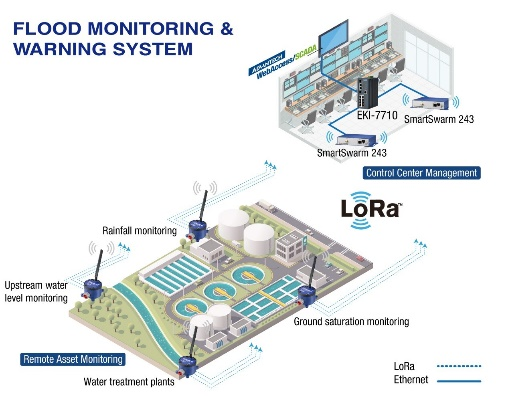 FLOOD MONITORING &
WARNING SYSTEM
ADVANTECH
WebAccess/SCADA
EKI-7710
SmartSwarm 243
SmartSwarm 243
Control Center Management
LoRa™
Rainfall monitoring
Upstream water
level monitoring
Ground saturation monitoring
Remote Asset Monitoring
Water treatment plants
LoRa
Ethernet